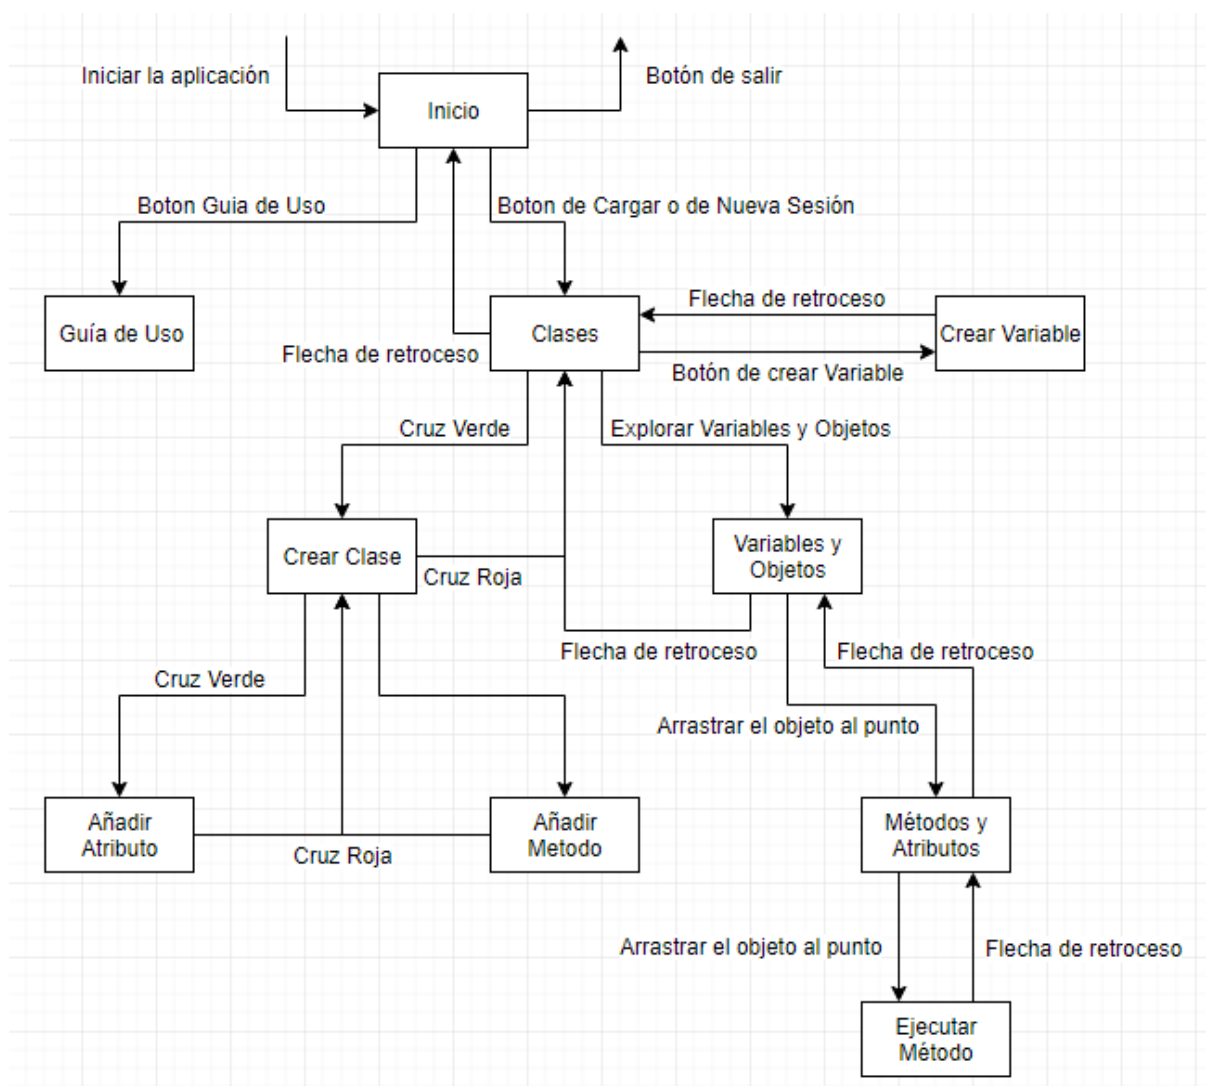 Iniciar la aplicación
Botón de salir
Inicio
Boton Guia de Uso
Boton de Cargar o de Nueva Sesión
Flecha de retroceso
Guía de Uso
Clases
Crear Variable
Flecha de retroceso
Botón de crear Variable
Cruz Verde
Explorar Variables y Objetos
Crear Clase
Variables y
Objetos
Cruz Roja
Flecha de retroceso
Flecha de retroceso
Cruz Verde
Arrastrar el objeto al punto
Añadir
Atributo
Añadir
Metodo
Métodos y
Atributos
Cruz Roja
Arrastrar el objeto al punto
Flecha de retroceso
Ejecutar
Método